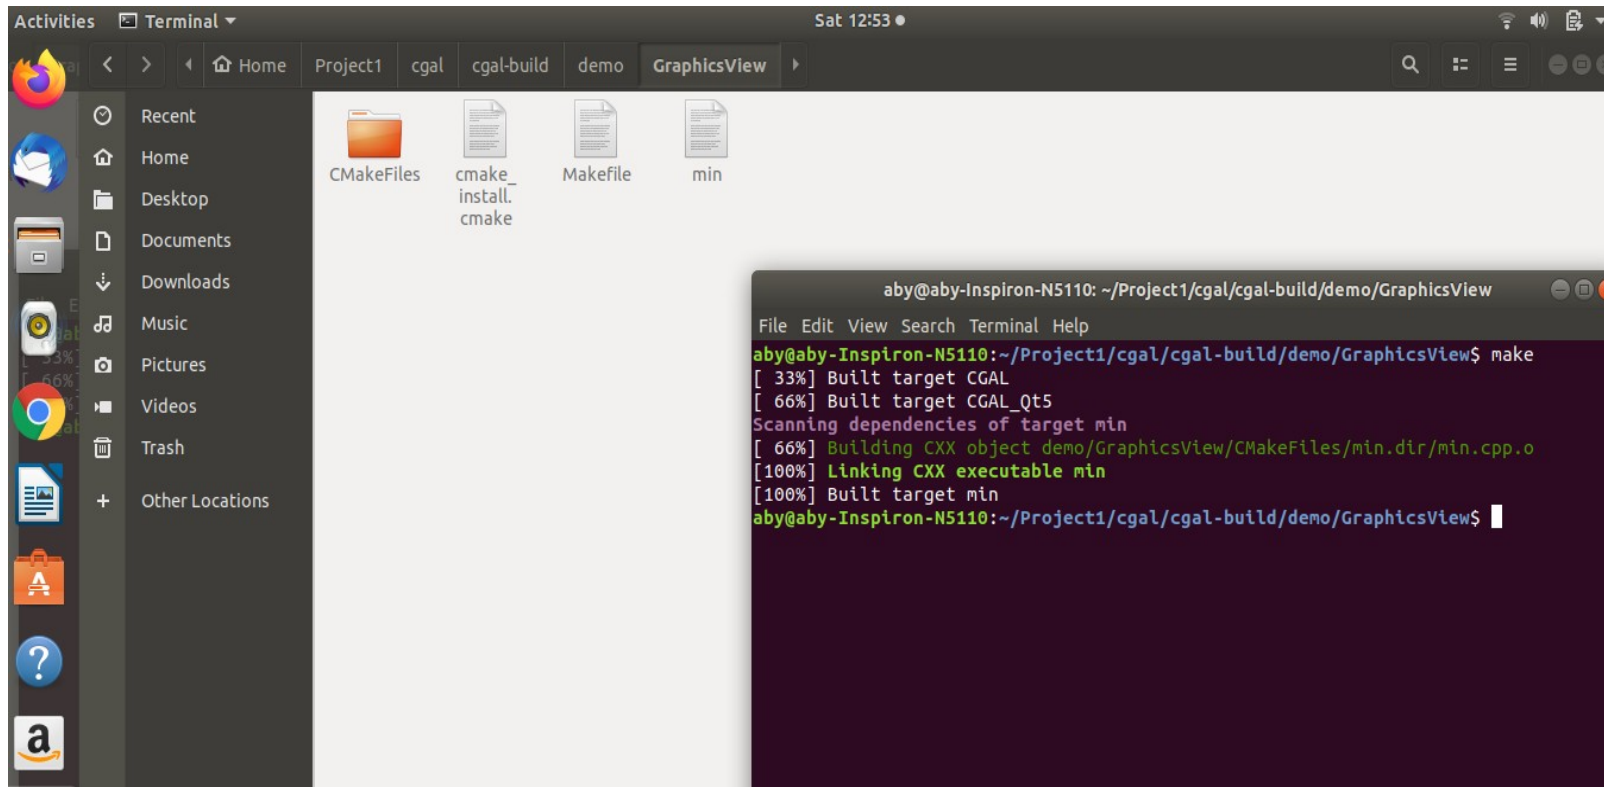 Activities
Terminal
Sat 12:53
Home
Project1
cgal
cgal-build
demo
GraphicsView
Recent
Home
Desktop
Documents
Downloads
Music
Pictures
Videos
Trash
Other Locations
CMakeFiles
cmake_
install.
cmake
Makefile
min
aby@aby-Inspiron-N5110: ~/Project1/cgal/cgal-build/demo/GraphicsView
File Edit View Search Terminal Help
aby@aby-Inspiron-N5110:~/Project1/cgal/cgal-build/demo/GraphicsView$ make
[ 33%] Built target CGAL
[ 66%] Built target CGAL_Qt5
Scanning dependencies of target min
[ 66%] Building CXX object demo/GraphicsView/CMakeFiles/min.dir/min.cpp.o
[100%] Linking CXX executable min
[100%] Built target min
aby@aby-Inspiron-N5110:~/Project1/cgal/cgal-build/demo/GraphicsView$